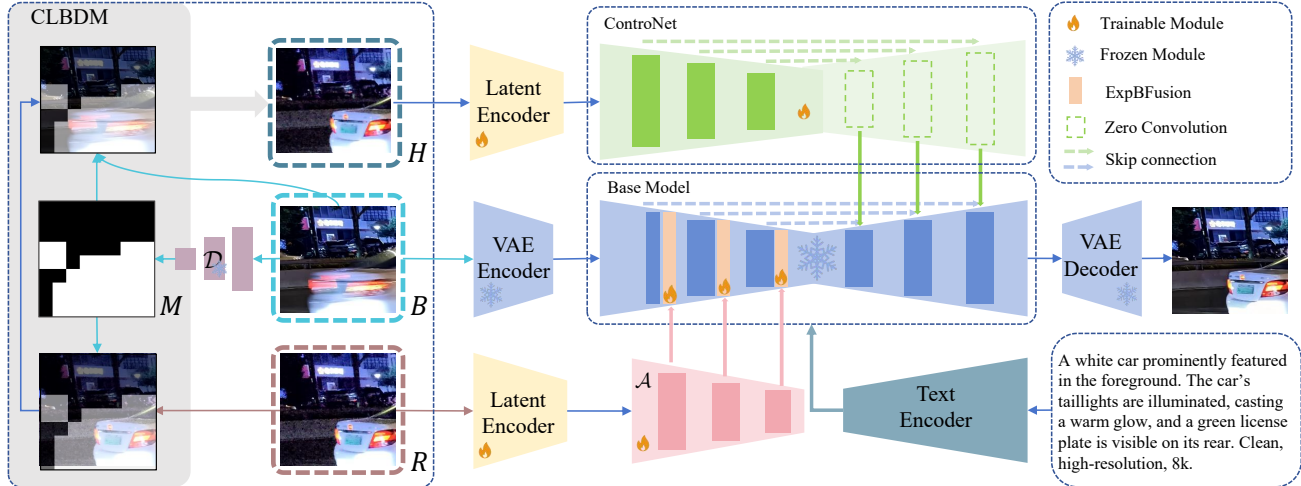 CLBDM
H
M
𝒟
B
R
Latent
Encoder
ControNet
VAE
Encoder
Base Model
Latent
Encoder
𝒜
Text
Encoder
VAE
Decoder
Trainable Module
Frozen Module
ExpBFusion
Zero Convolution
Skip connection
A white car prominently featured
in the foreground. The car's
taillights are illuminated, casting
a warm glow, and a green license
plate is visible on its rear. Clean,
high-resolution, 8k.